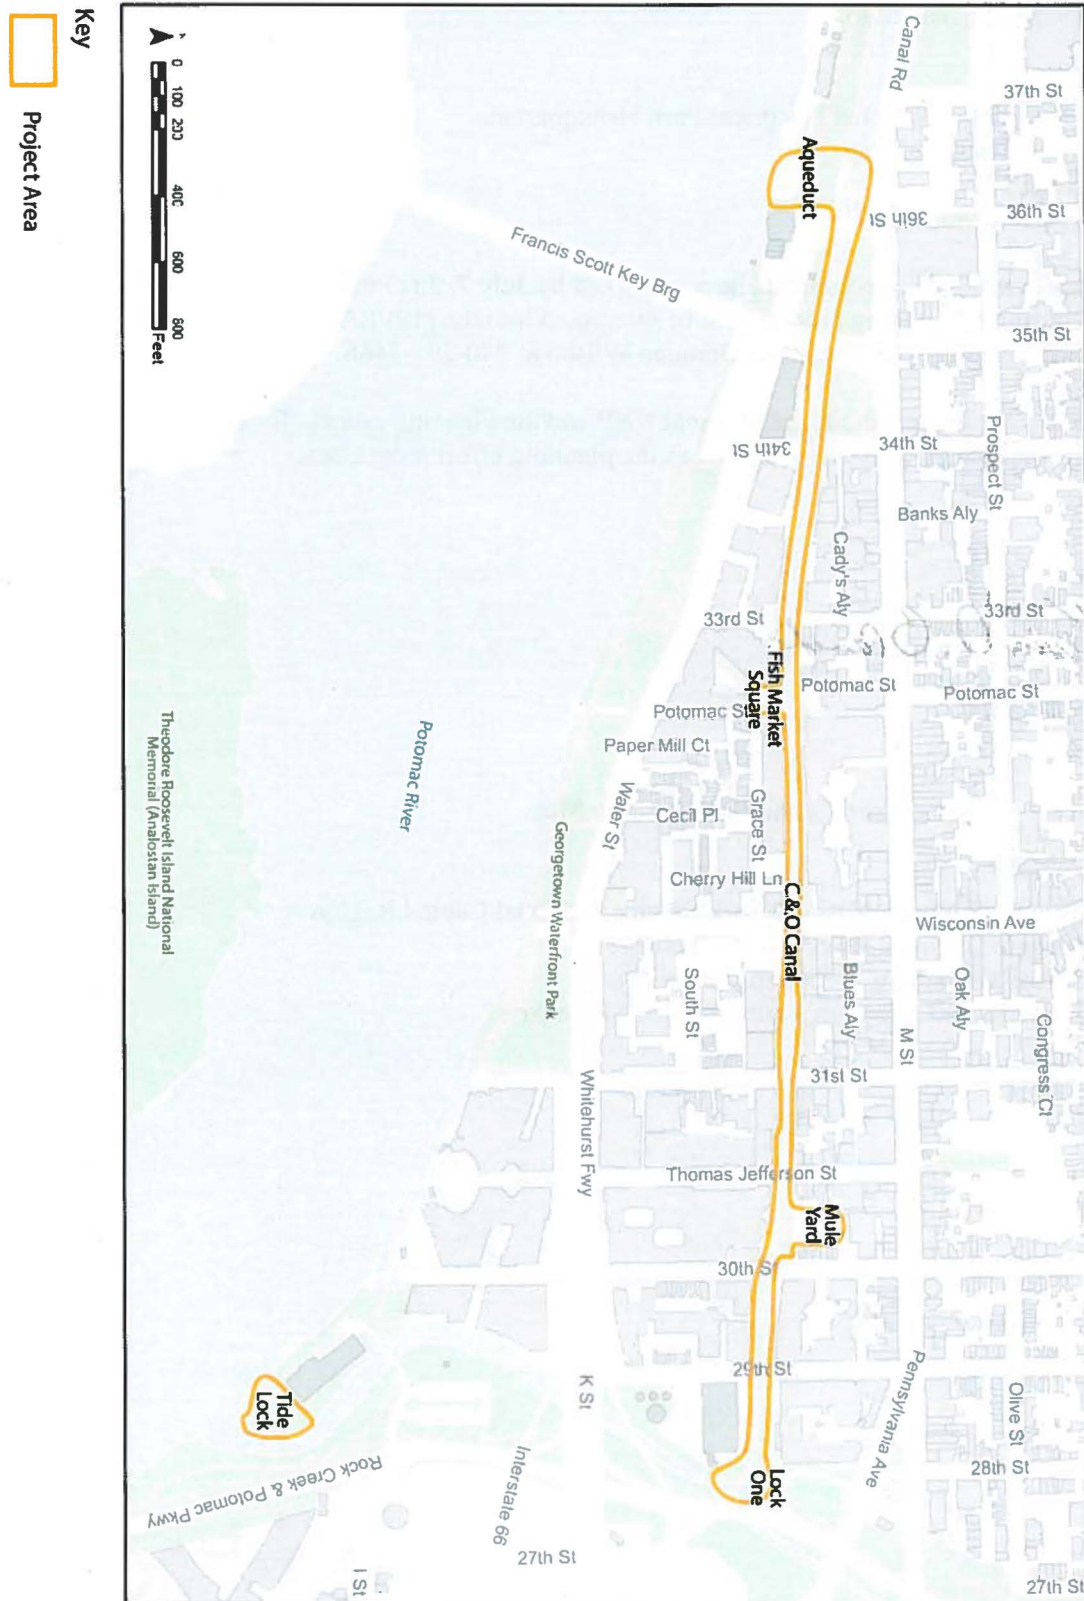 Key
Project Area
0 100 200 400 600 800
Feet
Canal Rd
37th St
Aqueduct
36th St
36th St
Francis Scott Key Brg
35th St
34th St
34th St
Prospect St
Banks Aly
Cady's Aly
33rd St
33rd St
Fish Market
Square
Potomac St
Potomac St
Potomac St
Paper Mill Ct
Water St
Cecil Pl
Grace St
Cherry Hill Ln
C&O Canal
Wisconsin Ave
Potomac River
Georgetown Waterfront Park
Theodore Roosevelt Island National
Memorial (Analostan Island)
South St
Blues Aly
Oak Aly
M St
Congress Ct
31st St
Whitehurst Fwy
Thomas Jefferson St
Mule
Yard
30th St
29th St
K St
Pennsylvania Ave
Olive St
28th St
Tide
Lock
Lock
One
Rock Creek & Potomac Pkwy
Interstate 66
27th St
27th St
I St